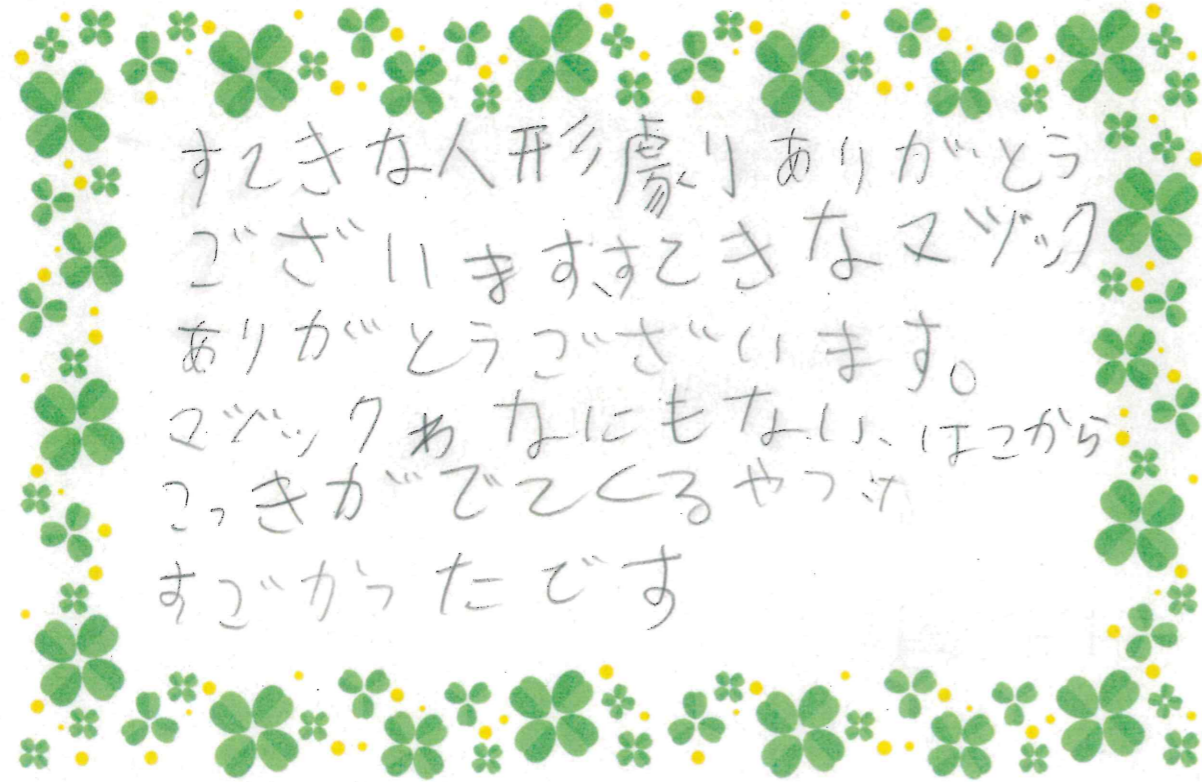 すてきな人形劇ありがとう
ございます、すてきなマヅック
ありがとうございます。
マヅックわなにもない、はこから
こっきがでてくるやつが
すごかったです